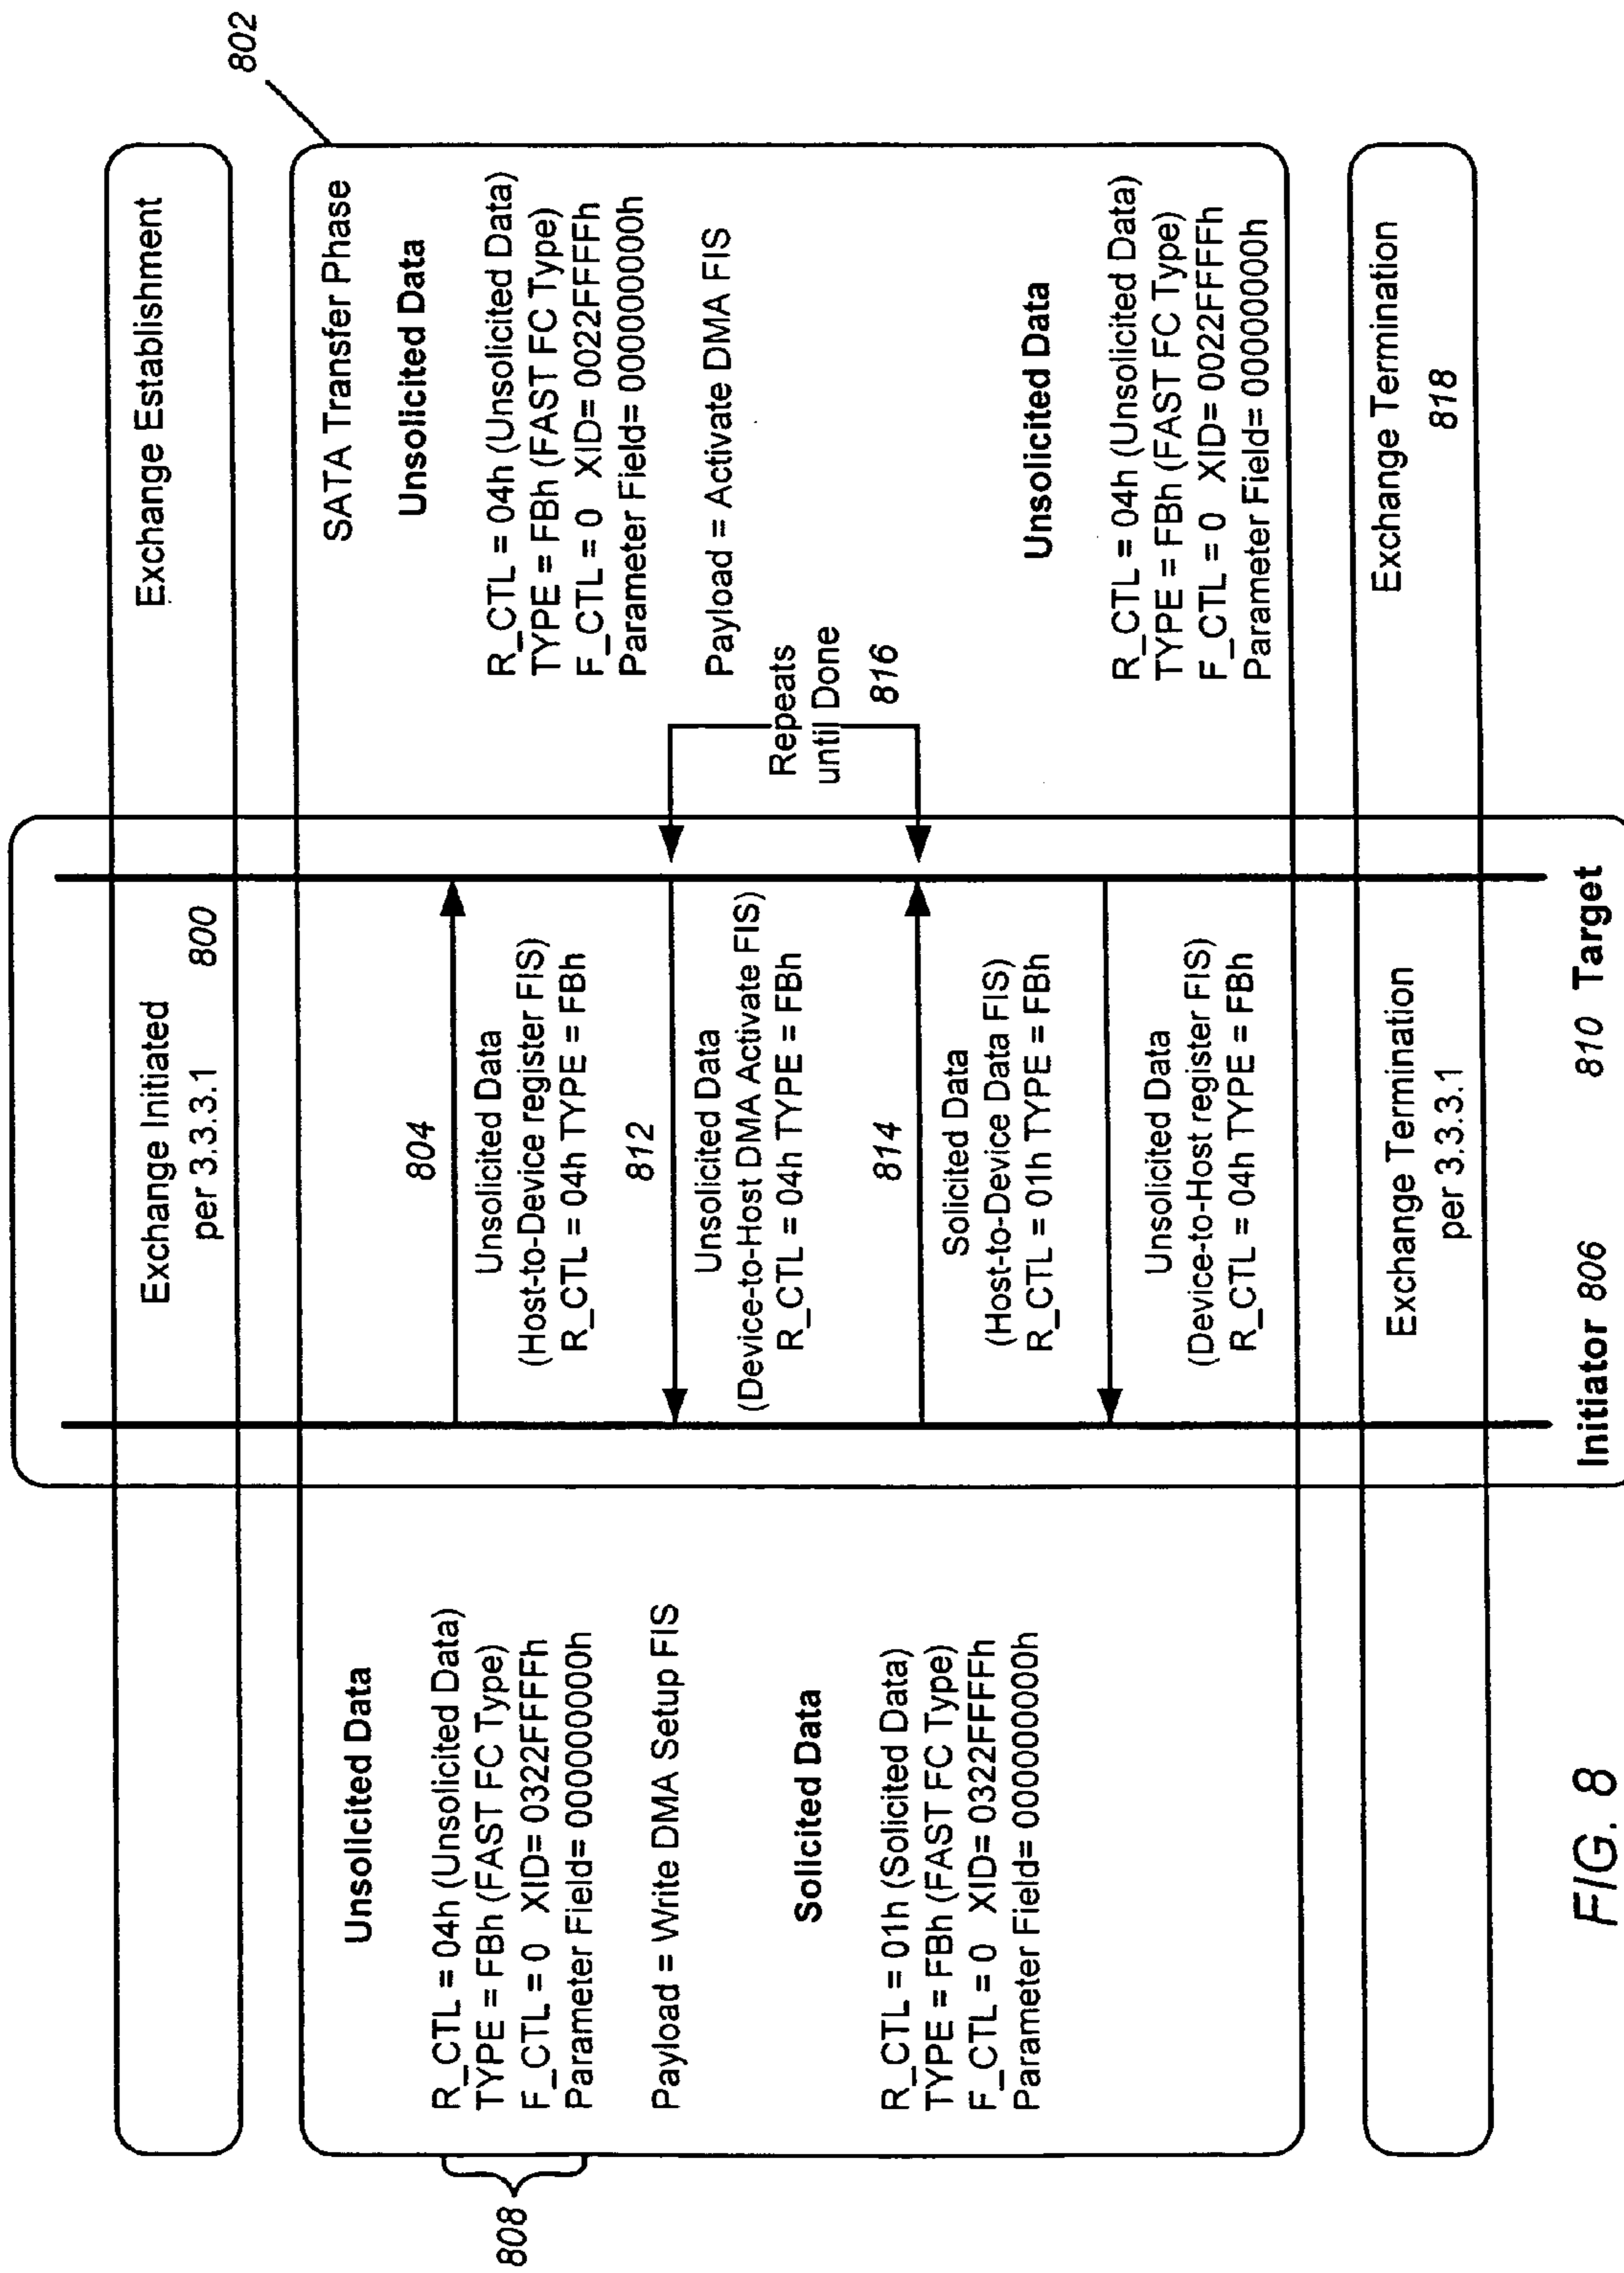 802
Exchange Establishment
Exchange Initiated
per 3.3.3.1
800
SATA Transfer Phase
Unsolicited Data
R_CTL = 04h (Unsolicited Data)
TYPE = FBh (FAST FC Type)
F_CTL = 0 XID= 0322FFFFh
Parameter Field= 00000000h
Payload = Write DMA Setup FIS
808
Solicited Data
R_CTL = 01h (Solicited Data)
TYPE = FBh (FAST FC Type)
F_CTL = 0 XID= 0322FFFFh
Parameter Field= 00000000h
804
Unsolicited Data
(Host-to-Device register FIS)
R_CTL = 04h TYPE = FBh
812
Unsolicited Data
(Device-to-Host DMA Activate FIS)
R_CTL = 04h TYPE = FBh
814
Solicited Data
(Host-to-Device Data FIS)
R_CTL = 01h TYPE = FBh
Unsolicited Data
(Device-to-Host register FIS)
R_CTL = 04h TYPE = FBh
Unsolicited Data
R_CTL = 04h (Unsolicited Data)
TYPE = FBh (FAST FC Type)
F_CTL = 0 XID= 0022FFFFh
Parameter Field= 00000000h
Payload = Activate DMA FIS
Repeats
until Done
816
Unsolicited Data
R_CTL = 04h (Unsolicited Data)
TYPE = FBh (FAST FC Type)
F_CTL = 0 XID= 0022FFFFh
Parameter Field= 00000000h
Exchange Termination
per 3.3.3.1
Exchange Termination
818
Initiator 806
810 Target
FIG. 8